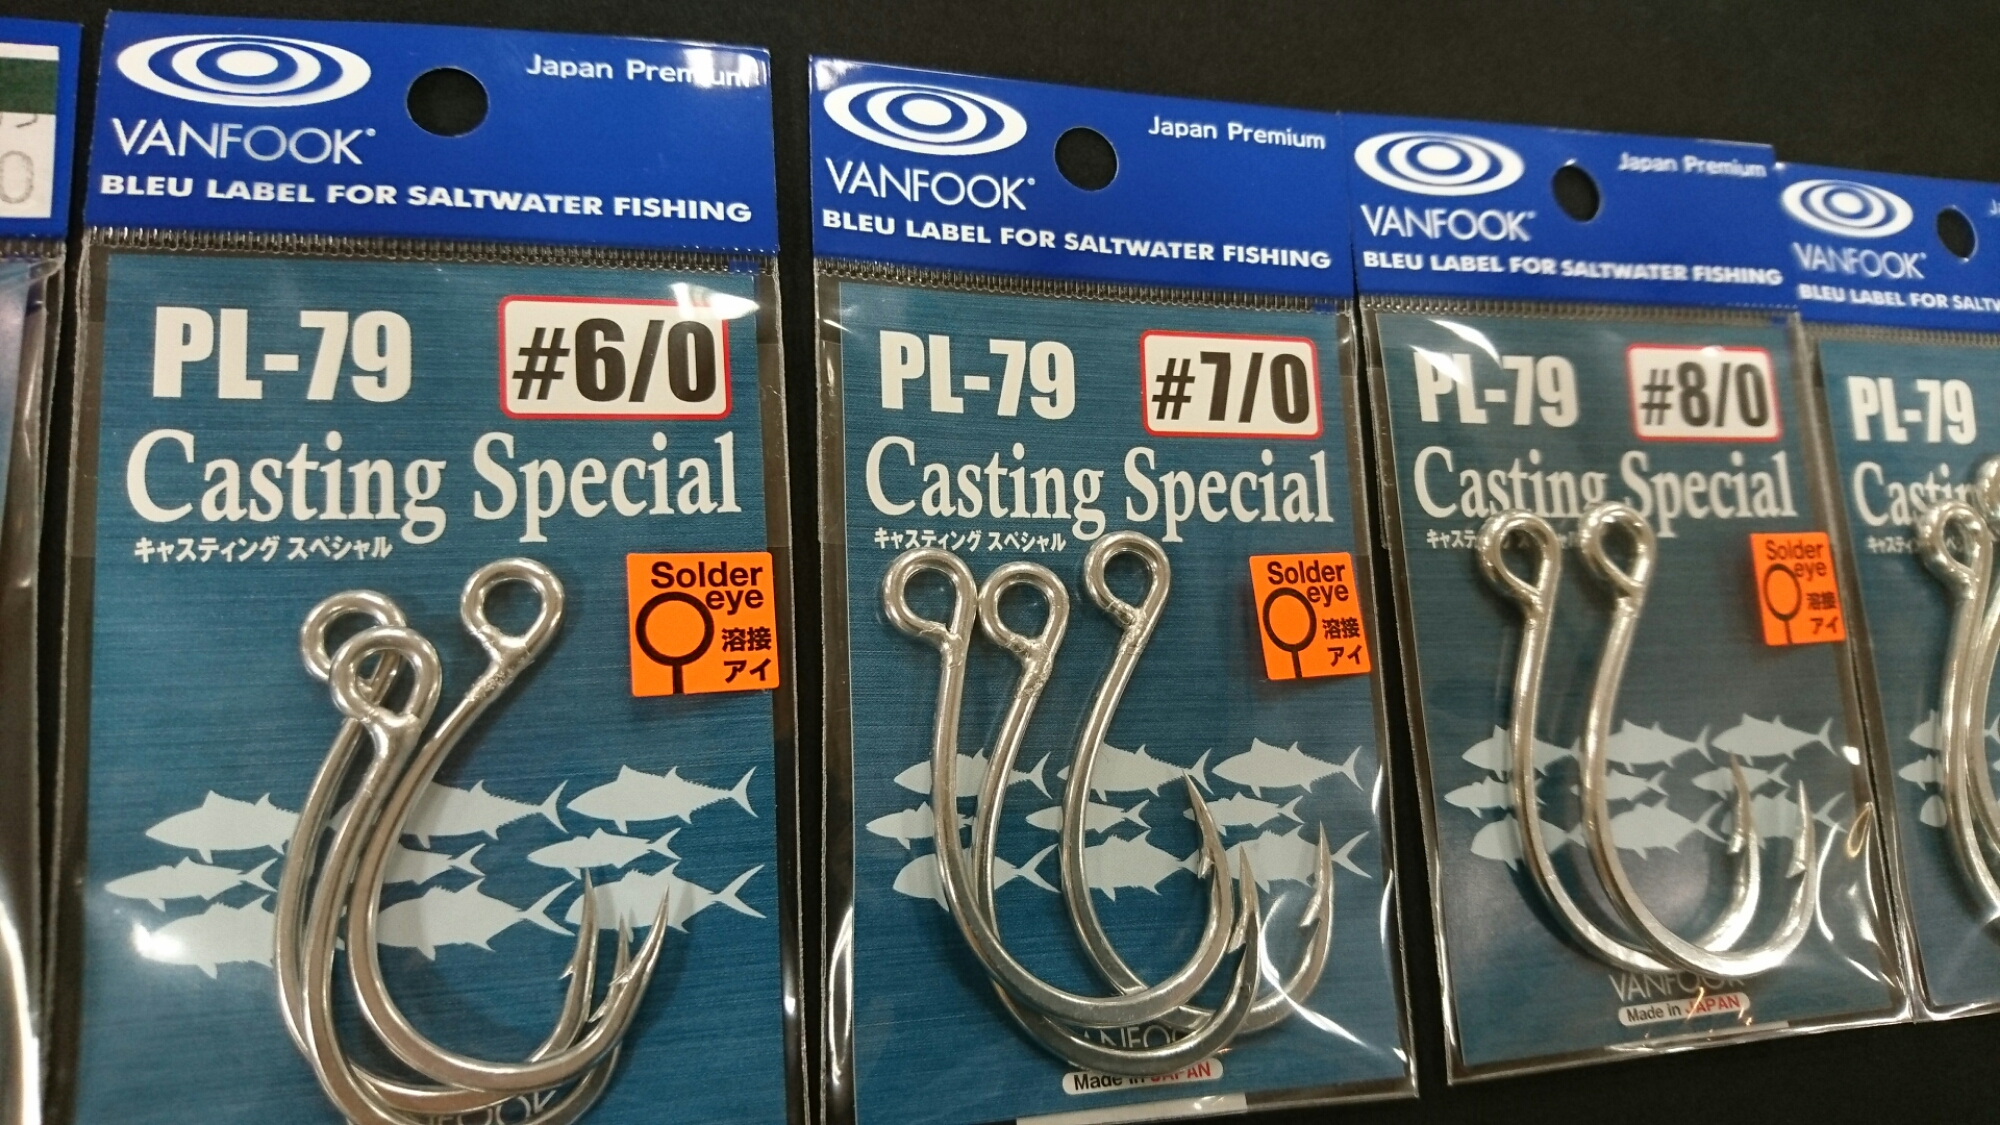 Japan Premium
VANFOOK
BLEU LABEL FOR SALTWATER FISHING
PL-79
#6/0
Casting Special
キャスティング スペシャル
Solder
eye
溶接
アイ
Japan Premium
VANFOOK
BLEU LABEL FOR SALTWATER FISHING
PL-79
#7/0
Casting Special
キャスティング スペシャル
Solder
eye
溶接
アイ
VANFOOK
Made in JAPAN
Japan Premium
VANFOOK
BLEU LABEL FOR SALTWATER FISHING
PL-79
#8/0
Casting Special
Solder
eye
溶接
アイ
VANFOOK
Made in JAPAN
VANFOOK
BLEU LABEL FOR
PL-79